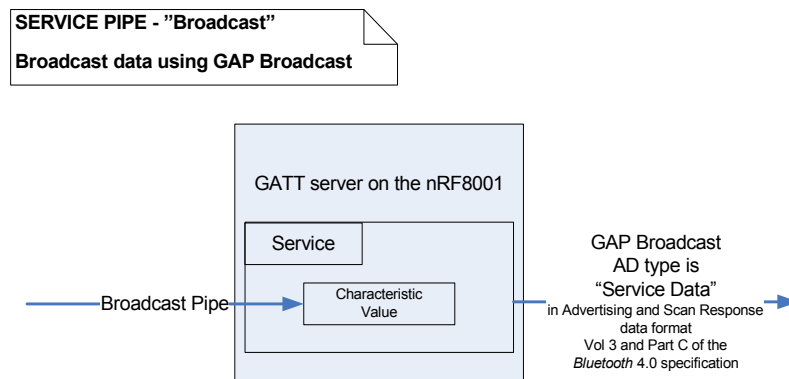 SERVICE PIPE - ”Broadcast”
Broadcast data using GAP Broadcast
GATT server on the nRF8001
Service
Broadcast Pipe
Characteristic
Value
GAP Broadcast
AD type is
“Service Data”
in Advertising and Scan Response
data format
Vol 3 and Part C of the
Bluetooth 4.0 specification